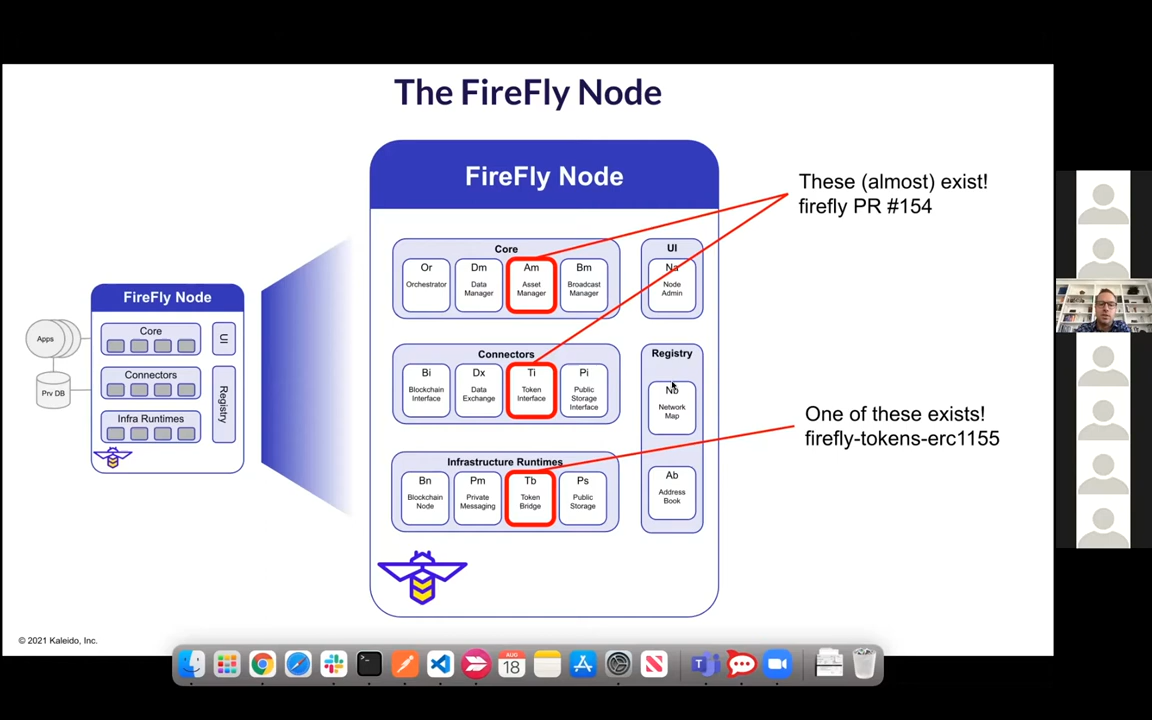 The FireFly Node
FireFly Node
These (almost) exist!
firefly PR #154
Core
Or
Orchestrator
Dm
Data
Manager
Am
Asset
Manager
Bm
Broadcast
Manager
UI
Na
Node
Admin
FireFly Node
Apps
Prv DB
Core
Connectors
Infra Runtimes
UI
Registry
Connectors
Bi
Blockchain
Interface
Dx
Data
Exchange
Ti
Token
Interface
Pi
Public
Storage
Interface
Registry
Network
Map
Ab
Address
Book
One of these exists!
firefly-tokens-erc1155
Infrastructure Runtimes
Bn
Blockchain
Node
Pm
Private
Messaging
Tb
Token
Bridge
Ps
Public
Storage
© 2021 Kaleido, Inc.
AUG
18